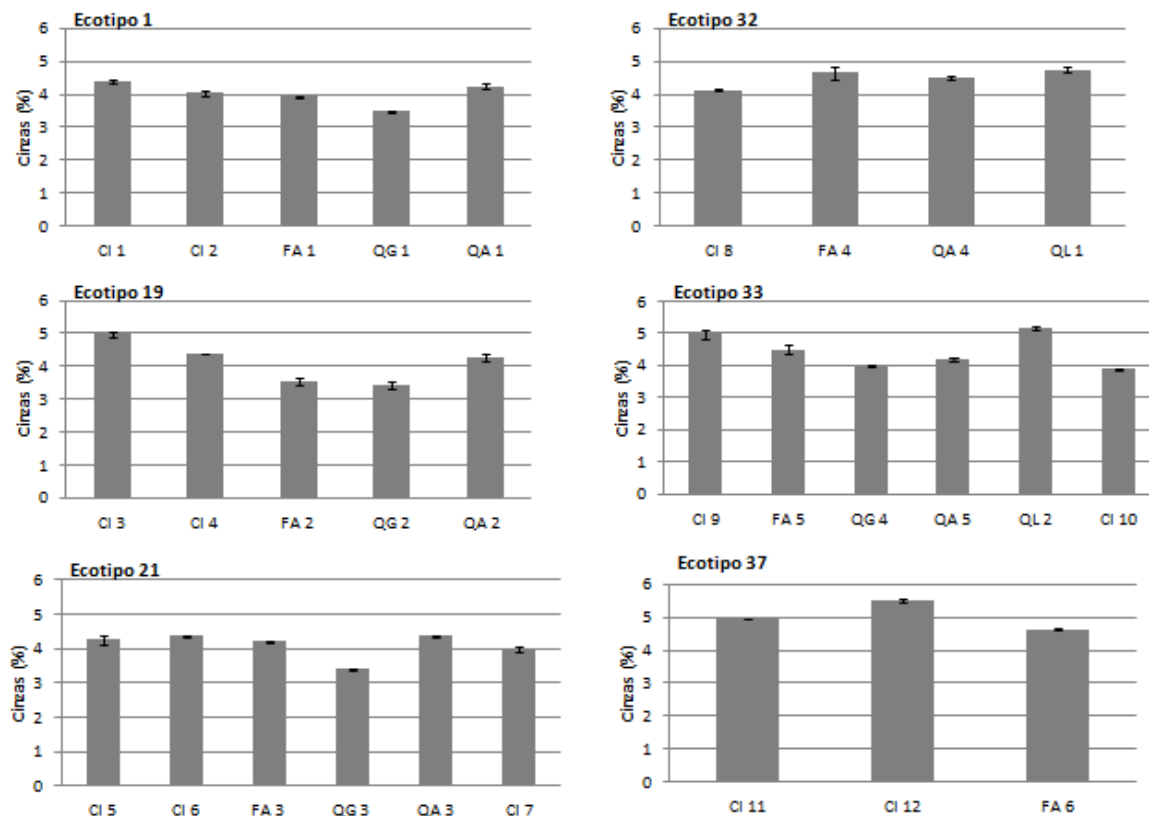 Ecotipo 1
6
5
4
3
2
1
0
Cinzas (%)
CI 1 CI 2 FA 1 QG 1 QA 1
Ecotipo 32
6
5
4
3
2
1
0
Cinzas (%)
CI 8 FA 4 QA 4 QL 1
Ecotipo 19
6
5
4
3
2
1
0
Cinzas (%)
CI 3 CI 4 FA 2 QG 2 QA 2
Ecotipo 33
6
5
4
3
2
1
0
Cinzas (%)
CI 9 FA 5 QG 4 QA 5 QL 2 CI 10
Ecotipo 21
6
5
4
3
2
1
0
Cinzas (%)
CI 5 CI 6 FA 3 QG 3 QA 3 CI 7
Ecotipo 37
6
5
4
3
2
1
0
Cinzas (%)
CI 11 CI 12 FA 6